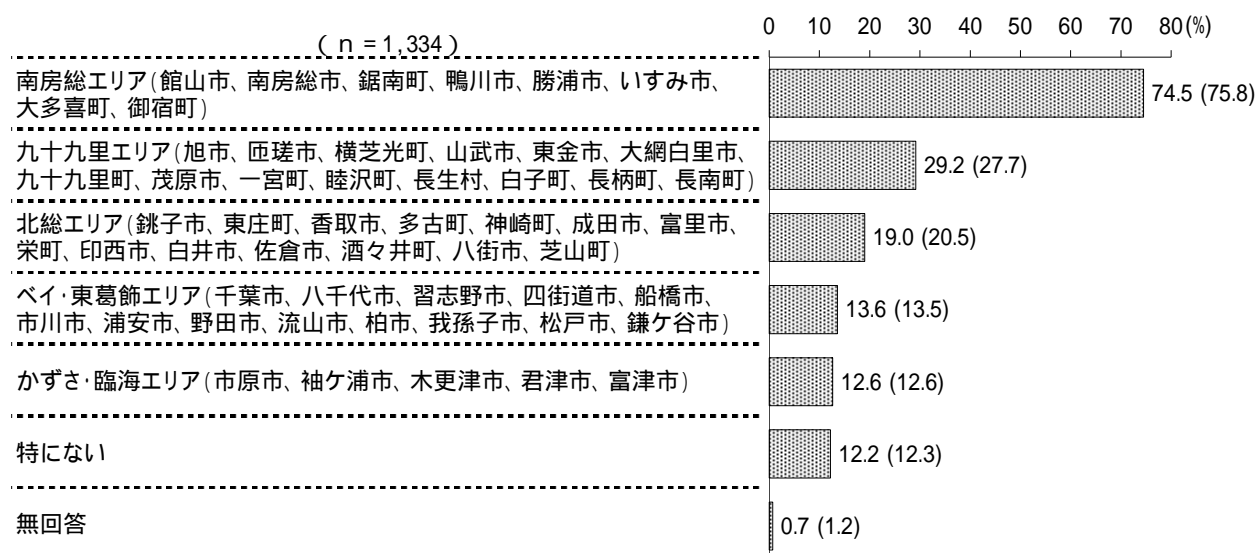 0 10 20 30 40 50 60 70 80(%)
(n=1,334)
南房総エリア(館山市、南房総市、鋸南町、鴨川市、勝浦市、いすみ市、
大多喜町、御宿町)
74.5 (75.8)
九十九里エリア(旭市、匝瑳市、横芝光町、山武市、東金市、大網白里市、
九十九里町、茂原市、一宮町、睦沢町、長生村、白子町、長柄町、長南町)
29.2 (27.7)
北総エリア(銚子市、東庄町、香取市、多古町、神崎町、成田市、富里市、
栄町、印西市、白井市、佐倉市、酒々井町、八街市、芝山町)
19.0 (20.5)
ベイ・東葛飾エリア(千葉市、八千代市、習志野市、四街道市、船橋市、
市川市、浦安市、野田市、流山市、柏市、我孫子市、松戸市、鎌ケ谷市)
13.6 (13.5)
かずさ・臨海エリア(市原市、袖ケ浦市、木更津市、君津市、富津市)
12.6 (12.6)
特にない
12.2 (12.3)
無回答
0.7 (1.2)